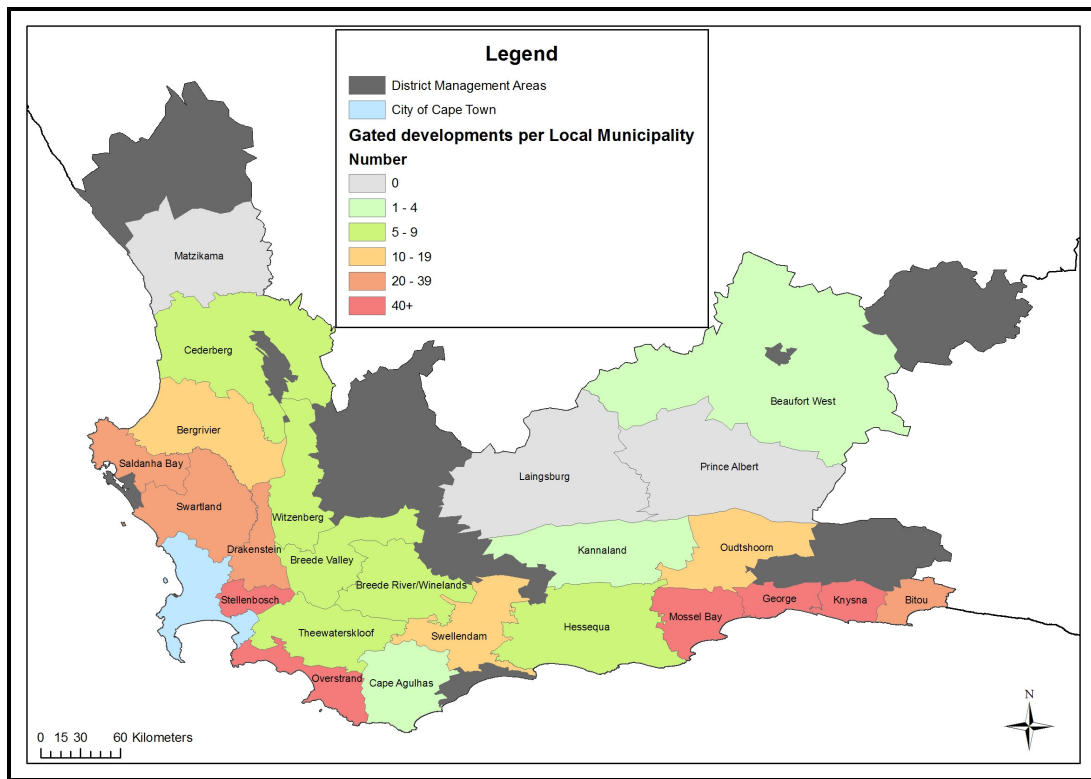 Legend
District Management Areas
City of Cape Town
Gated developments per Local Municipality
Number
0
1 - 4
5 - 9
10 - 19
20 - 39
40+
Matzikama
Cederberg
Beaufort West
Bergrivier
Saldanha Bay
Laingsburg
Prince Albert
Swartland
Witzenberg
Drakenstein
Kannaland
Oudtshoorn
Breede Valley
Breede River/Winelands
Stellenbosch
George
Knysna
Bitou
Mossel Bay
Theewaterskloof
Swellendam
Hessequa
Overstrand
Cape Agulhas
N
0 15 30 60 Kilometers